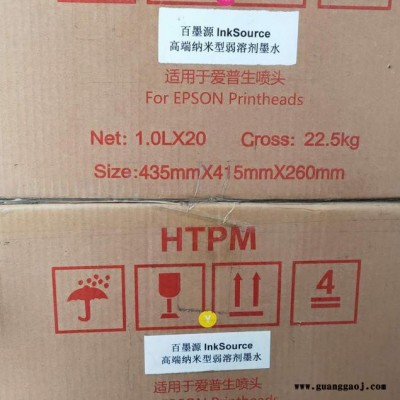 百墨源 InkSource
高端纳米型弱溶剂墨水
适用于爱普生喷头
For EPSON Printheads
Net: 1.0LX20 Cross: 22.5kg
Size:435mmX415mmX260mm
HTPM
4
Y
百墨源 InkSource
高端纳米型弱溶剂墨水
适用于爱普生喷头
EPSON Printheads
www.guanggaoj.com